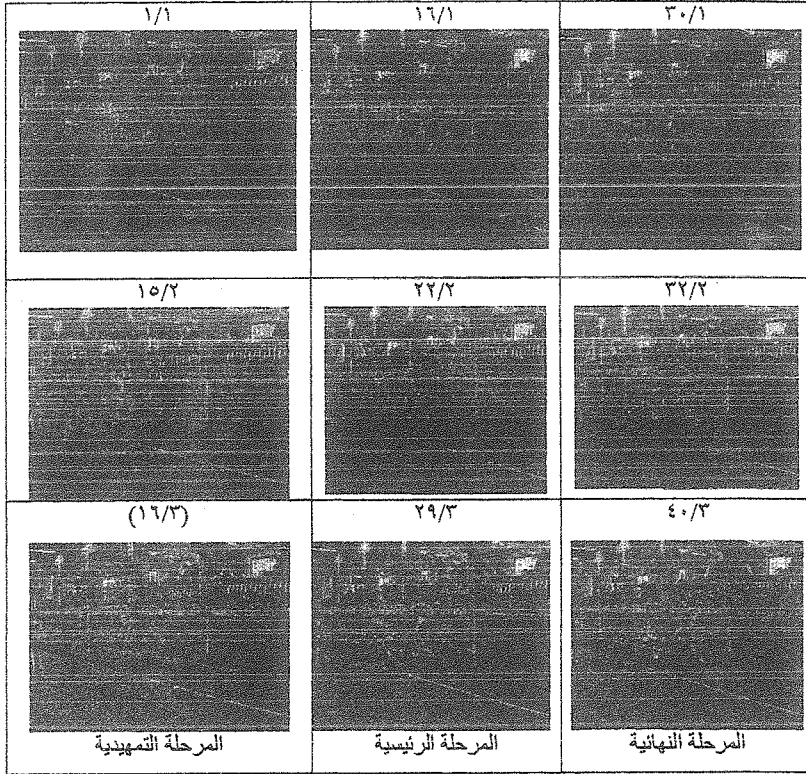 ٣٠/١ ١٦/١ ١/١
٣٢/٢ ٢٢/٢ ١٥/٢
٤٠/٣ ٢٩/٣ (١٦/٣)
المرحلة النهائية المرحلة الرئيسية المرحلة التمهيدية